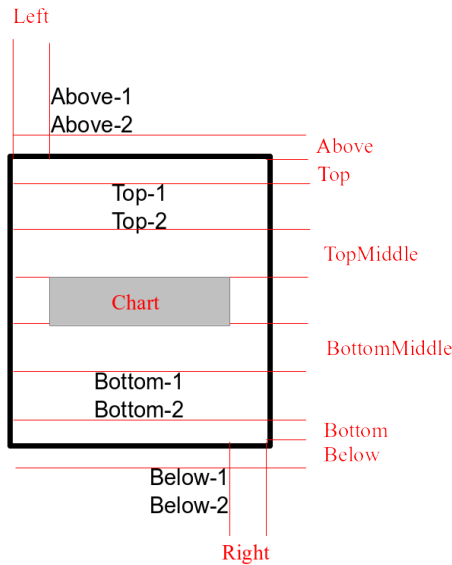 Left
Above-1
Above-2
Above
Top
Top-1
Top-2
TopMiddle
Chart
BottomMiddle
Bottom-1
Bottom-2
Bottom
Below
Below-1
Below-2
Right